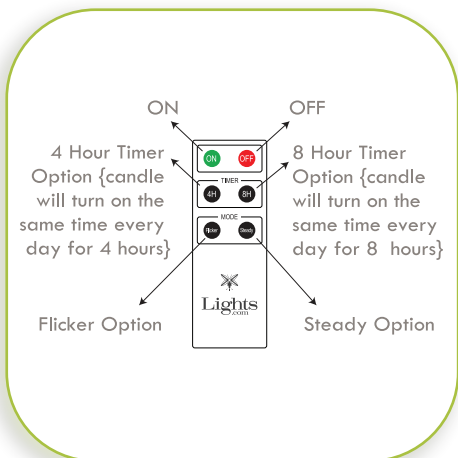 ON
OFF
4 Hour Timer
Option {candle
will turn on the
same time every
day for 4 hours}
8 Hour Timer
Option {candle
will turn on the
same time every
day for 8 hours}
ON OFF
TIMER
4H 8H
MODE
Flicker Steady
Lights
.com
Flicker Option
Steady Option